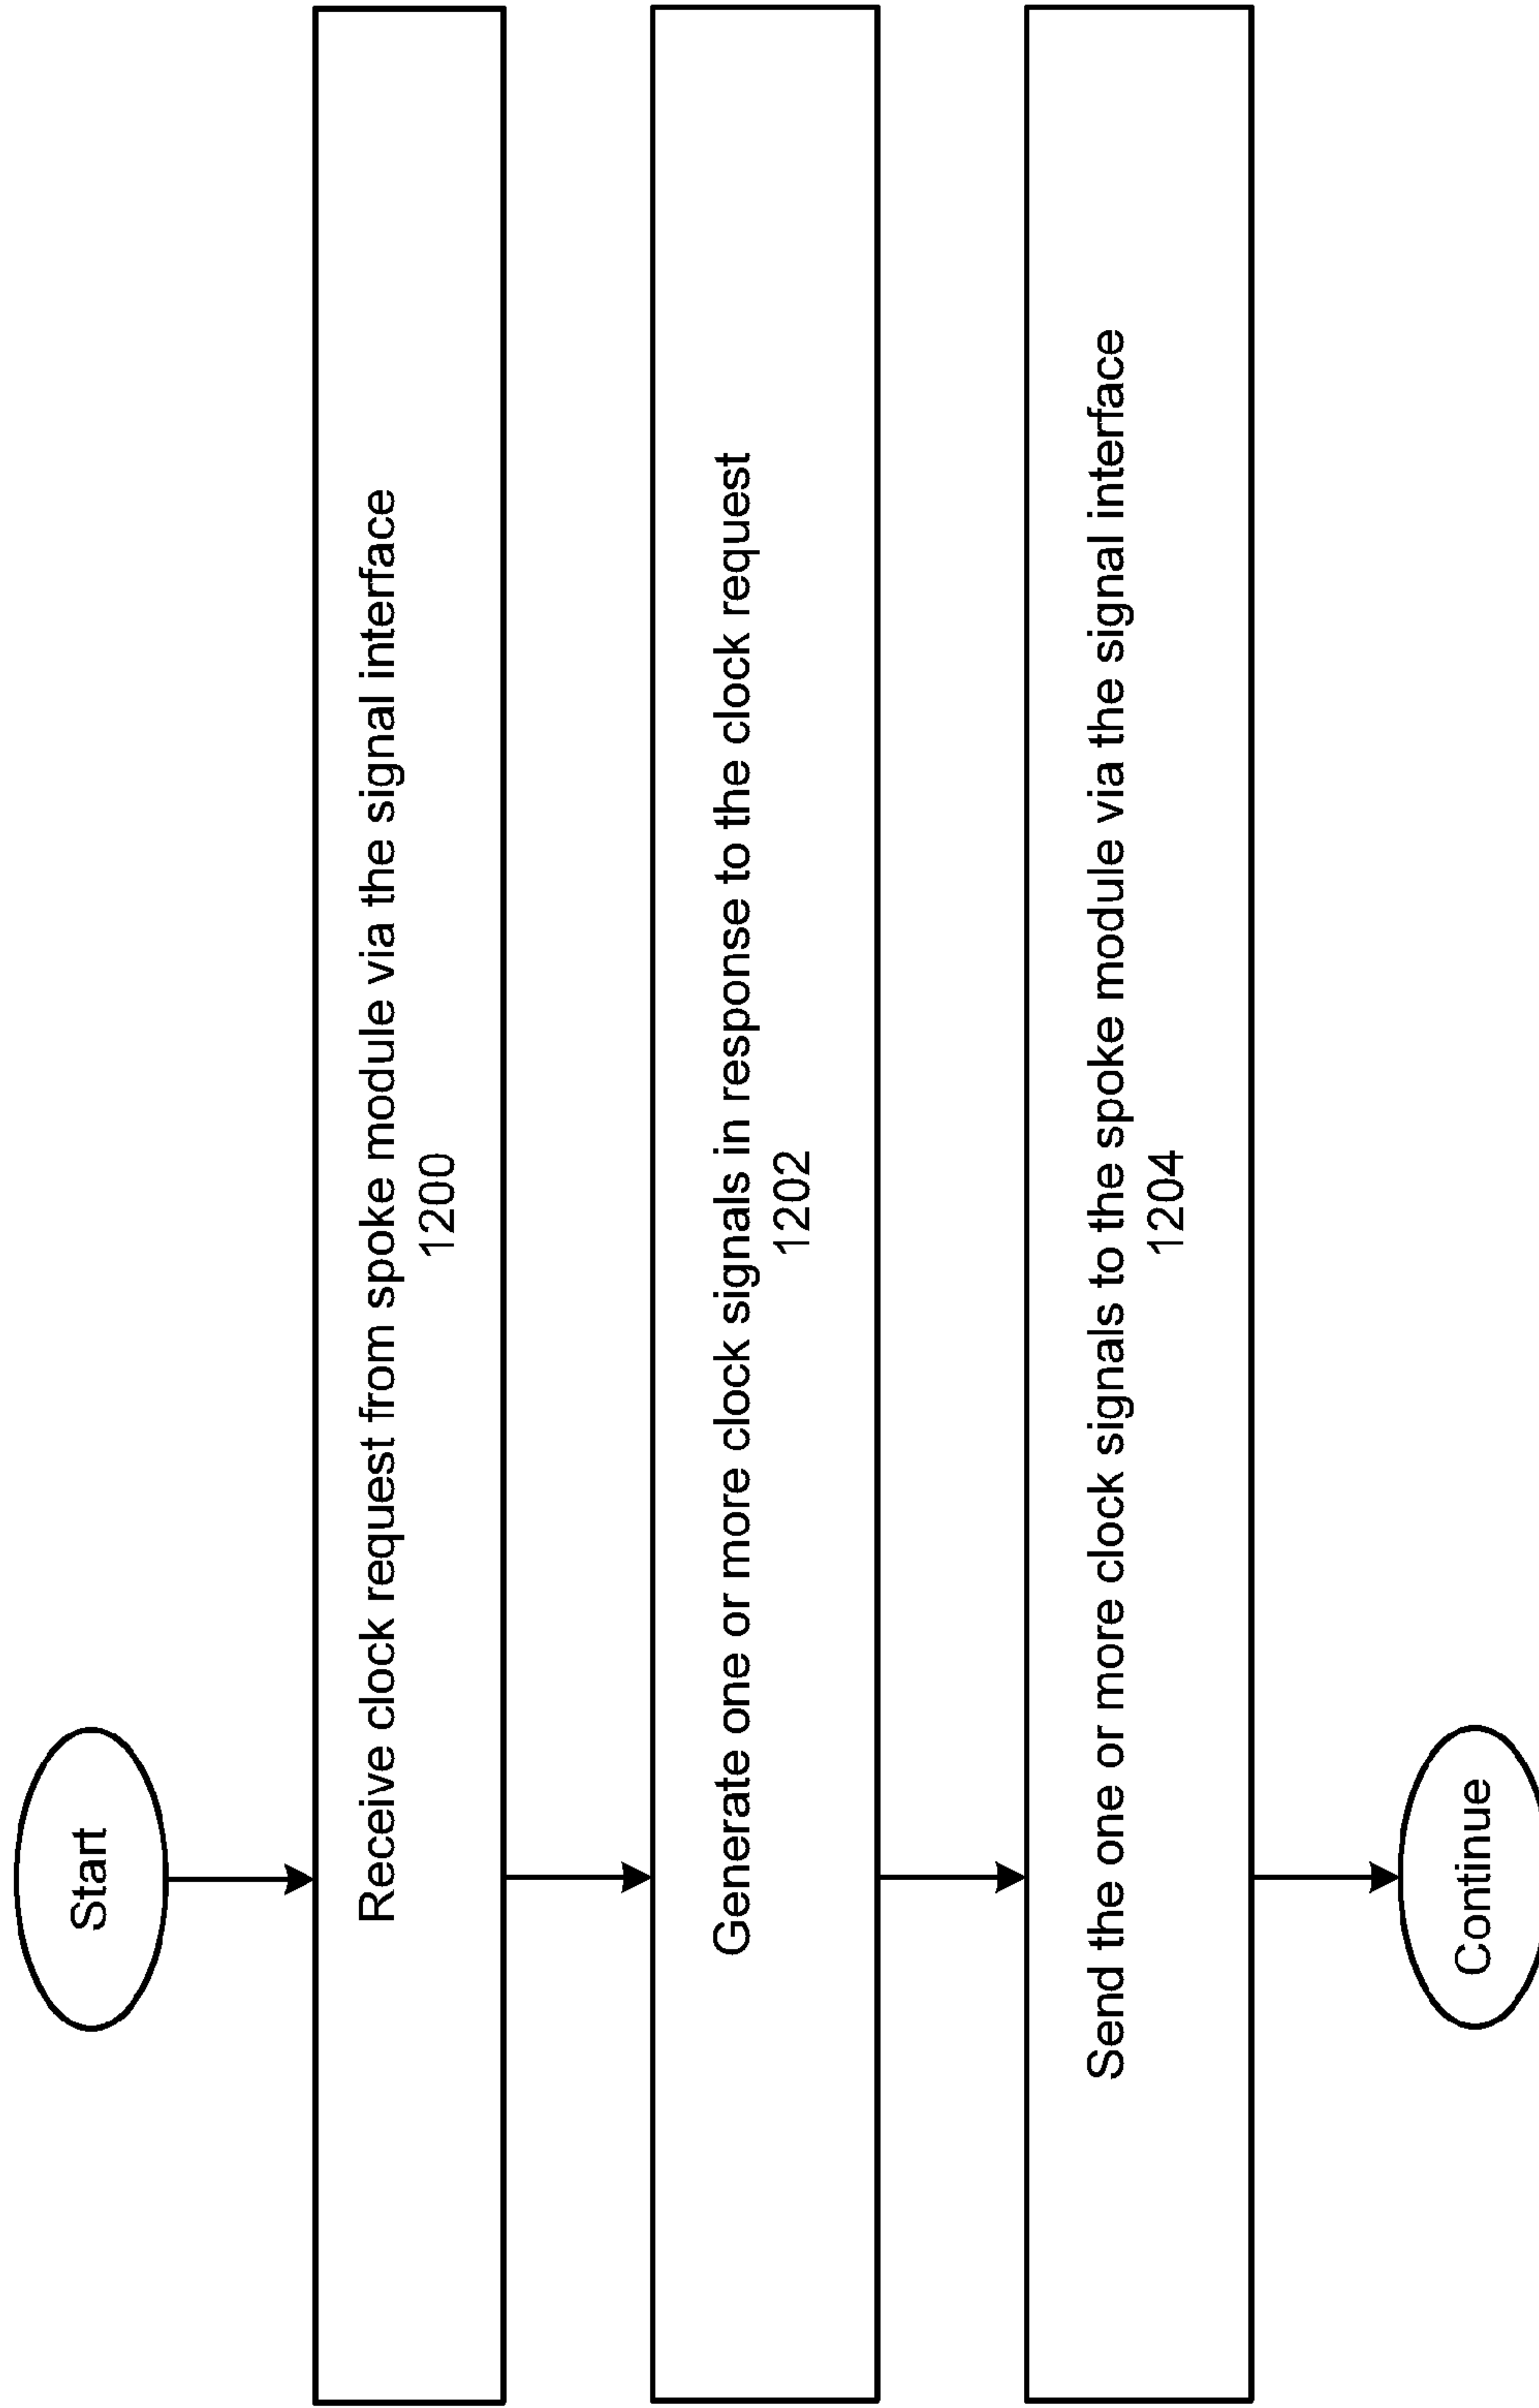 Start
Receive clock request from spoke module via the signal interface
1200
Generate one or more clock signals in response to the clock request
1202
Send the one or more clock signals to the spoke module via the signal interface
1204
Continue